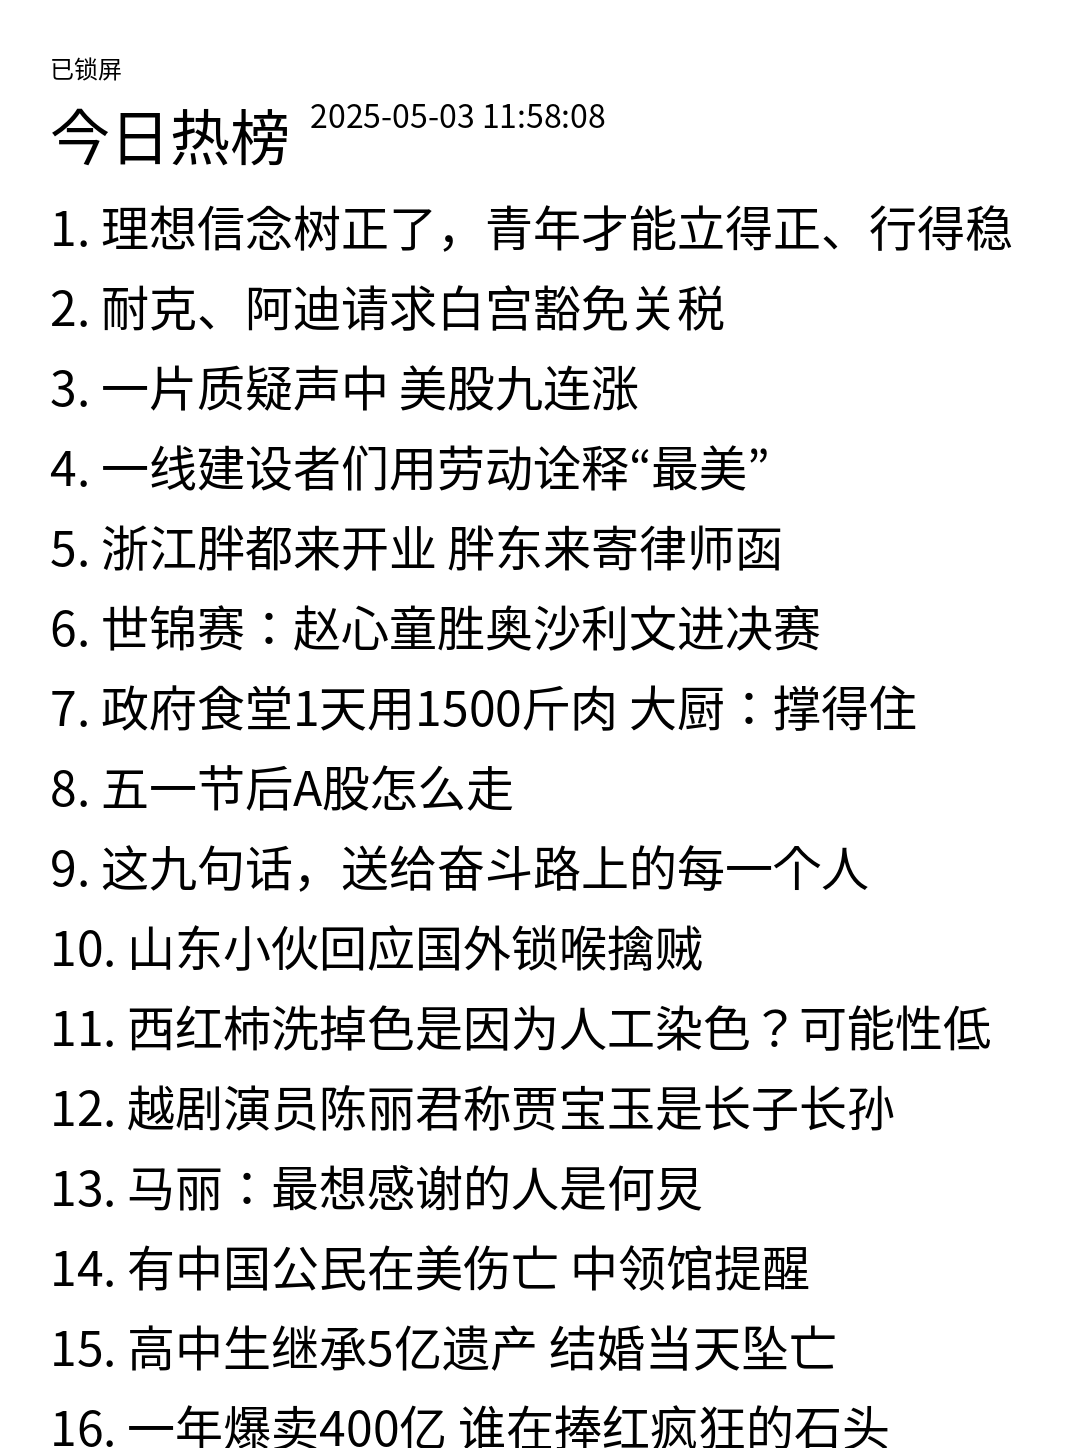 已锁屏
今日热榜 2025-05-03 11:58:08
1. 理想信念树正了，青年才能立得正、行得稳
2. 耐克、阿迪请求白宫豁免关税
3. 一片质疑声中 美股九连涨
4. 一线建设者们用劳动诠释“最美”
5. 浙江胖都来开业 胖东来寄律师函
6. 世锦赛：赵心童胜奥沙利文进决赛
7. 政府食堂1天用1500斤肉 大厨：撑得住
8. 五一节后A股怎么走
9. 这九句话，送给奋斗路上的每一个人
10. 山东小伙回应国外锁喉擒贼
11. 西红柿洗掉色是因为人工染色？可能性低
12. 越剧演员陈丽君称贾宝玉是长子长孙
13. 马丽：最想感谢的人是何炅
14. 有中国公民在美伤亡 中领馆提醒
15. 高中生继承5亿遗产 结婚当天坠亡
16. 一年爆卖400亿 谁在捧红疯狂的石头